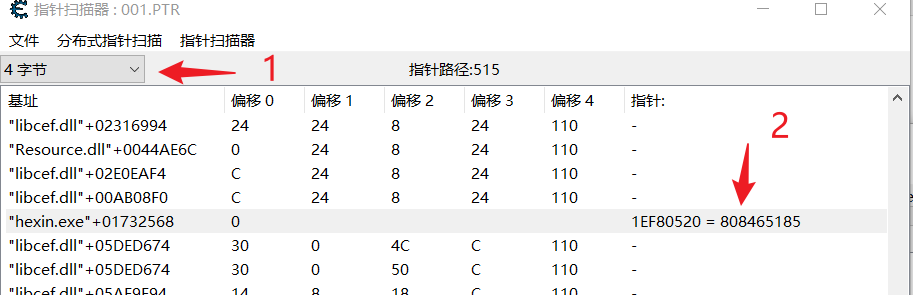 指针扫描器 : 001.PTR
文件 分布式指针扫描 指针扫描器
4 字节 1 指针路径:515
基址 偏移 0 偏移 1 偏移 2 偏移 3 偏移 4 指针:
"libcef.dll"+02316994 24 24 8 24 110 -
2
"Resource.dll"+0044AE6C 0 24 8 24 110 -
"libcef.dll"+02E0EAF4 C 24 8 24 110 -
"libcef.dll"+00AB08F0 C 24 8 24 110 -
"hexin.exe"+01732568 0 1EF80520 = 808465185
"libcef.dll"+05DED674 30 0 4C C 110 -
"libcef.dll"+05DED674 30 0 50 C 110 -
"libcef.dll"+05AF9F94 14 8 18 C 110 -